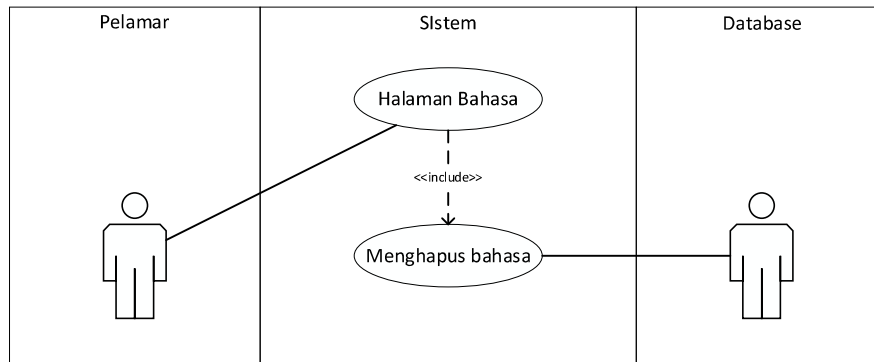 Pelamar
SIstem
Database
Halaman Bahasa
<<include>>
Menghapus bahasa